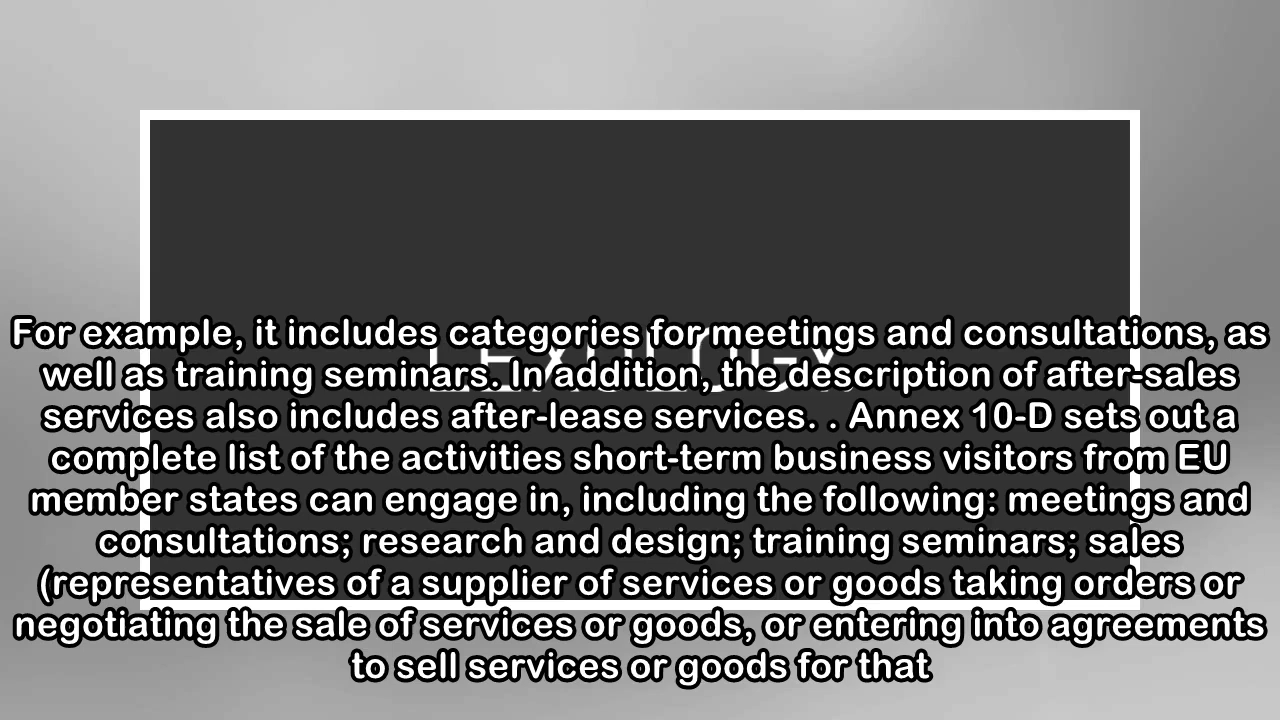 For example, it includes categories for meetings and consultations, as
well as training seminars. In addition, the description of after-sales
services also includes after-lease services. . Annex 10-D sets out a
complete list of the activities short-term business visitors from EU
member states can engage in, including the following: meetings and
consultations; research and design; training seminars; sales
(representatives of a supplier of services or goods taking orders or
negotiating the sale of services or goods, or entering into agreements
to sell services or goods for that
LEXOLOGY